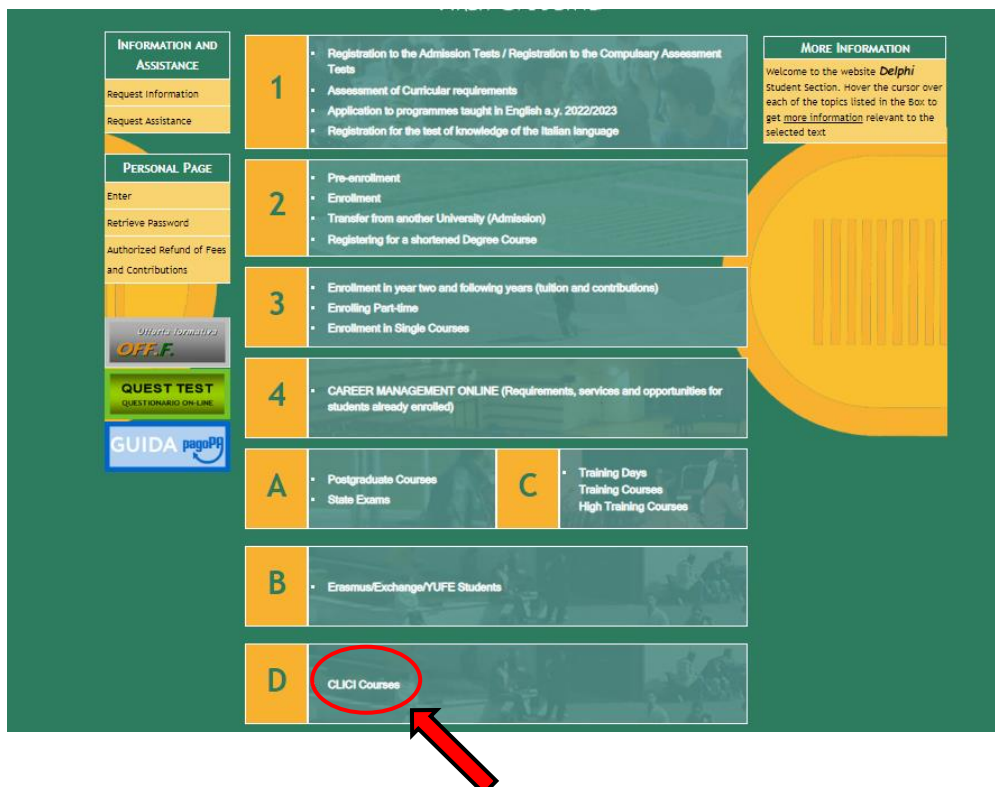 INFORMATION AND
ASSISTANCE
Request Information
Request Assistance
PERSONAL PAGE
Enter
Retrieve Password
Authorized Refund of Fees
and Contributions
Offerta formativa
OFF.F.
QUEST TEST
QUESTIONARIO ON-LINE
GUIDA pagoPA
1
Registration to the Admission Tests / Registration to the Compulsary Assessment
Tests
Assessment of Curricular requirements
Application to programmes taught in English a.y. 2022/2023
Registration for the test of knowledge of the Italian language
2
Pre-enrollment
Enrollment
Transfer from another University (Admission)
Registering for a shortened Degree Course
3
Enrollment in year two and following years (tuition and contributions)
Enrolling Part-time
Enrollment in Single Courses
4
CAREER MANAGEMENT ONLINE (Requirements, services and opportunities for
students already enrolled)
A
Postgraduate Courses
State Exams
C
Training Days
Training Courses
High Training Courses
B
Erasmus/Exchange/YUFE Students
D
CLICI Courses
MORE INFORMATION
Welcome to the website Delphi
Student Section. Hover the cursor over
each of the topics listed in the Box to
get more information relevant to the
selected text